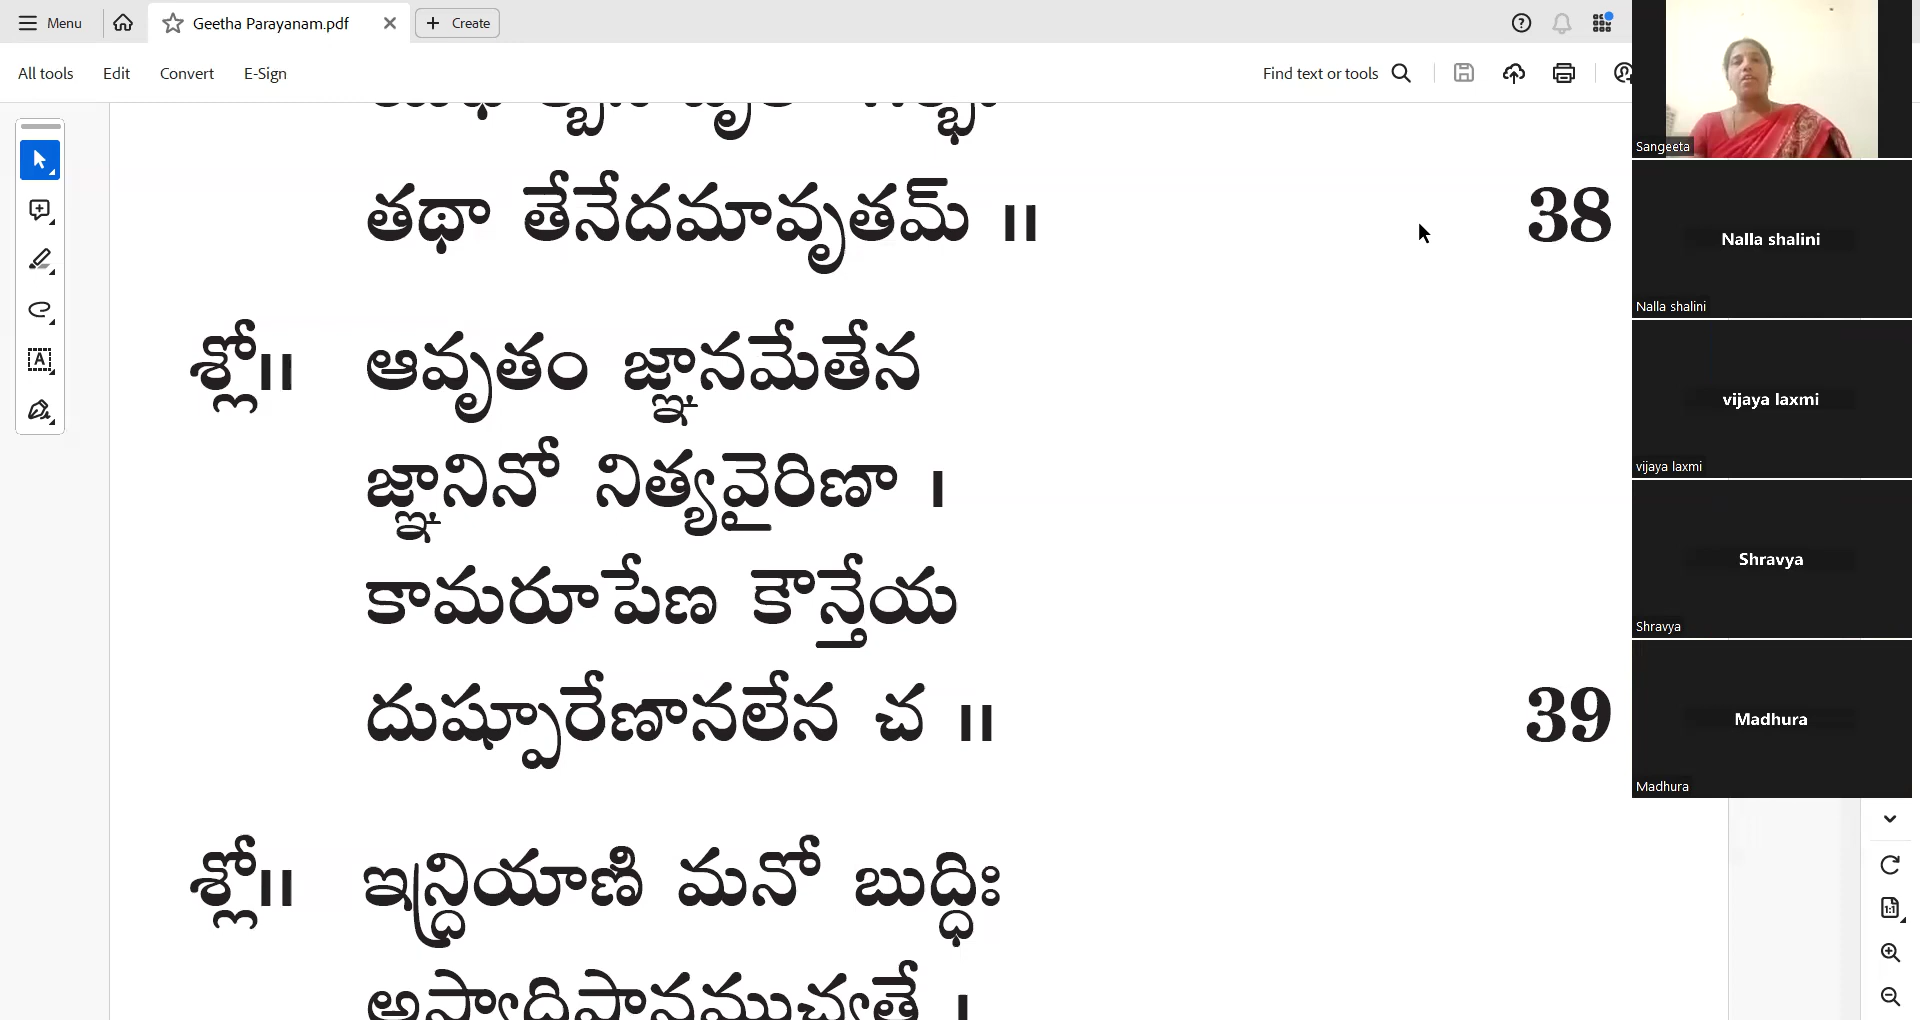 Menu
Geetha Parayanam.pdf
Create
All tools Edit Convert E-Sign
Find text or tools
తథా తేనేదమావృతమ్ ॥ 38
శ్లో॥ ఆవృతం జ్ఞానమేతేన
జ్ఞానినో నిత్యవైరిణా ।
కామరూపేణ కౌన్తేయ
దుష్పూరేణానలేన చ ॥ 39
శ్లో॥ ఇన్ద్రియాణి మనో బుద్ధిః
Sangeeta
Nalla shalini
Nalla shalini
vijaya laxmi
vijaya laxmi
Shravya
Shravya
Madhura
Madhura